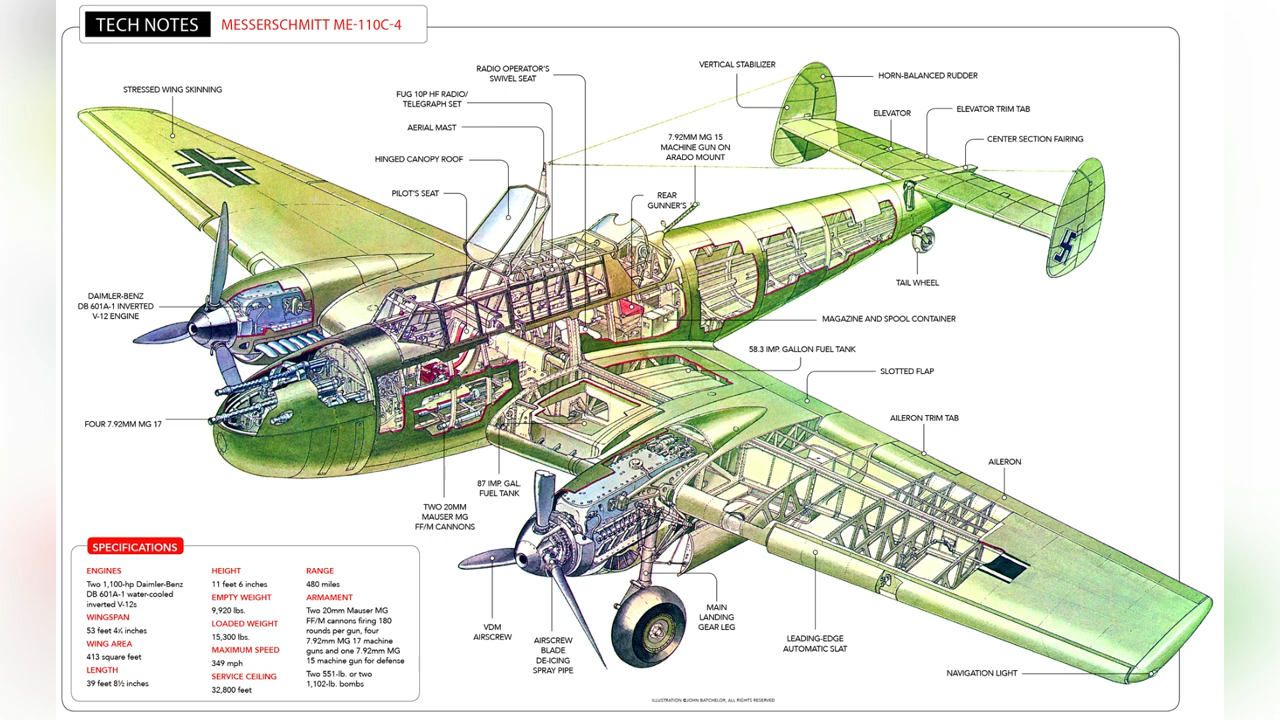 TECH NOTES MESSERSCHMITT ME-110C-4
STRESSED WING SKINNING
RADIO OPERATOR'S
SWIVEL SEAT
FUG 10P HF RADIO/
TELEGRAPH SET
AERIAL MAST
HINGED CANOPY ROOF
PILOT'S SEAT
VERTICAL STABILIZER
HORN-BALANCED RUDDER
ELEVATOR
ELEVATOR TRIM TAB
CENTER SECTION FAIRING
7.92MM MG 15
MACHINE GUN ON
ARADO MOUNT
REAR
GUNNER'S
TAIL WHEEL
DAIMLER-BENZ
DB 601A-1 INVERTED
V-12 ENGINE
MAGAZINE AND SPOOL CONTAINER
58.3 IMP. GALLON FUEL TANK
SLOTTED FLAP
AILERON TRIM TAB
AILERON
FOUR 7.92MM MG 17
87 IMP. GAL.
FUEL TANK
TWO 20MM
MAUSER MG
FF/M CANNONS
VDM
AIRSCREW
AIRSCREW
BLADE
DE-ICING
SPRAY PIPE
MAIN
LANDING
GEAR LEG
LEADING-EDGE
AUTOMATIC SLAT
NAVIGATION LIGHT
SPECIFICATIONS
ENGINES
Two 1,100-hp Daimler-Benz
DB 601A-1 water-cooled
inverted V-12s
WINGSPAN
53 feet 4¾ inches
WING AREA
413 square feet
LENGTH
39 feet 8½ inches
HEIGHT
11 feet 6 inches
EMPTY WEIGHT
9,920 lbs.
LOADED WEIGHT
15,300 lbs.
MAXIMUM SPEED
349 mph
SERVICE CEILING
32,800 feet
RANGE
480 miles
ARMAMENT
Two 20mm Mauser MG
FF/M cannons firing 180
rounds per gun, four
7.92mm MG 17 machine
guns and one 7.92mm MG
15 machine gun for defense
Two 551-lb. or two
1,102-lb. bombs
ILLUSTRATION ©JOHN BATCHELOR, ALL RIGHTS RESERVED